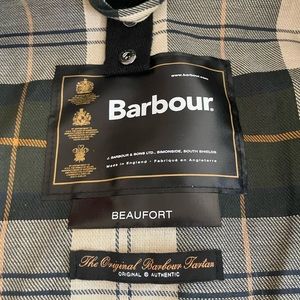 www.barbour.com
Barbour.
J. BARBOUR & SONS LTD., SIMONSIDE, SOUTH SHIELDS
Made in England - Fabriqué en Angleterre
BEAUFORT
The Original Barbour Tartan
ORIGINAL & AUTHENTIC